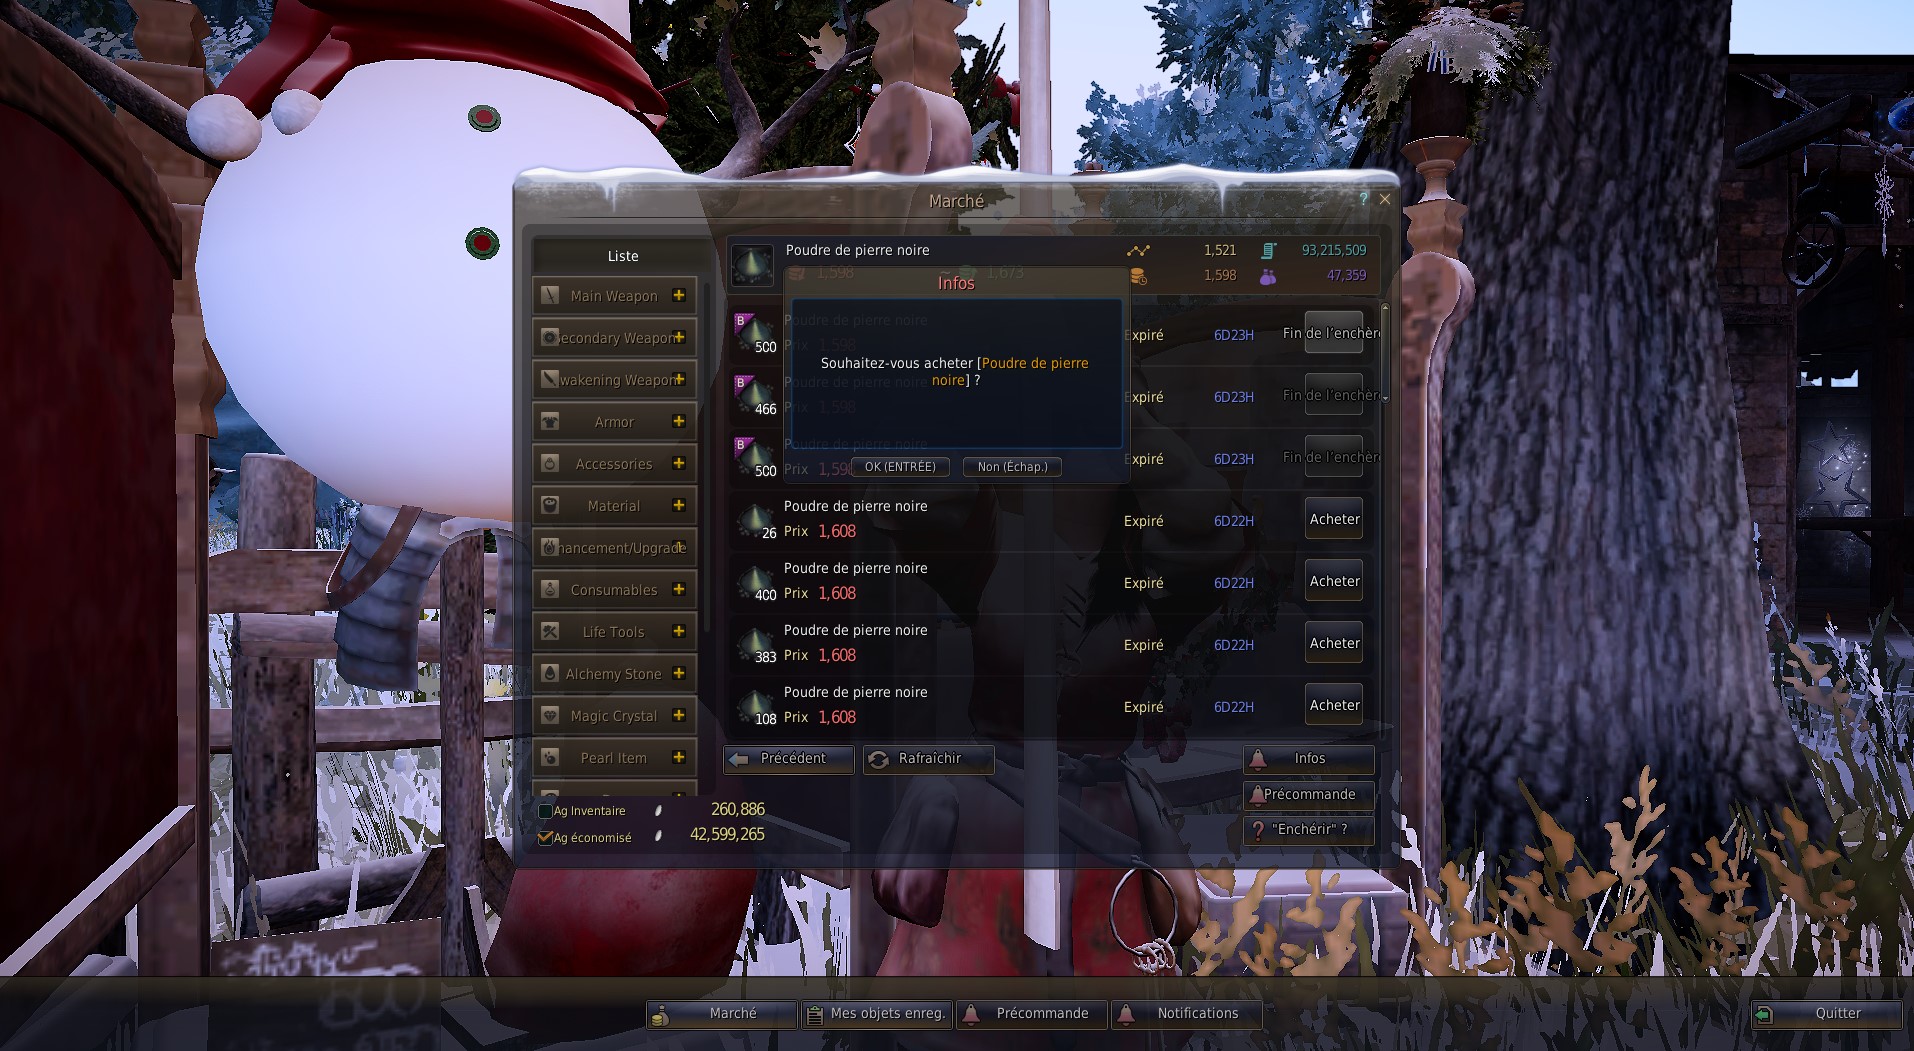 Marché
?
Liste
Main Weapon
Secondary Weapon
wakening Weapon
Armor
Accessories
Material
nancement/Upgrade
Consumables
Life Tools
Alchemy Stone
Magic Crystal
Pearl Item
Poudre de pierre noire
1,598 ~ 1,673
1,521
93,215,509
1,598
47,359
Infos
Souhaitez-vous acheter [Poudre de pierre
noire] ?
OK (ENTRÉE)
Non (Échap.)
B
500
Poudre de pierre noire
Prix 1,598
Expiré
6D23H
Fin de l'enchèr
B
466
Poudre de pierre noire
Prix 1,598
Expiré
6D23H
Fin de l'enchèr
B
500
Poudre de pierre noire
Prix 1,598
Expiré
6D23H
Fin de l'enchèr
26
Poudre de pierre noire
Prix 1,608
Expiré
6D22H
Acheter
400
Poudre de pierre noire
Prix 1,608
Expiré
6D22H
Acheter
383
Poudre de pierre noire
Prix 1,608
Expiré
6D22H
Acheter
108
Poudre de pierre noire
Prix 1,608
Expiré
6D22H
Acheter
Précédent
Rafraîchir
Infos
Précommande
? "Enchérir" ?
Ag Inventaire
260,886
Ag économisé
42,599,265
Marché
Mes objets enreg.
Précommande
Notifications
Quitter